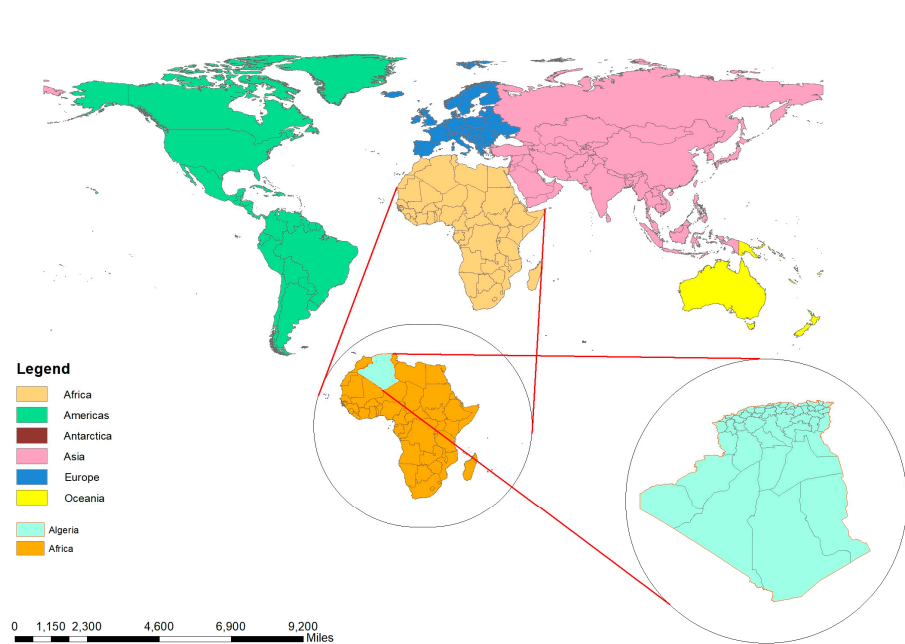 Legend
Africa
Americas
Antarctica
Asia
Europe
Oceania
Algeria
Africa
0 1,150 2,300 4,600 6,900 9,200
Miles